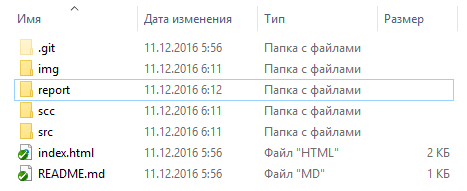 Имя Дата изменения Тип Размер
.git 11.12.2016 5:56 Папка с файлами
img 11.12.2016 6:11 Папка с файлами
report 11.12.2016 6:12 Папка с файлами
scc 11.12.2016 6:11 Папка с файлами
src 11.12.2016 6:11 Папка с файлами
index.html 11.12.2016 5:56 Файл "HTML" 2 КБ
README.md 11.12.2016 5:56 Файл "MD" 1 КБ